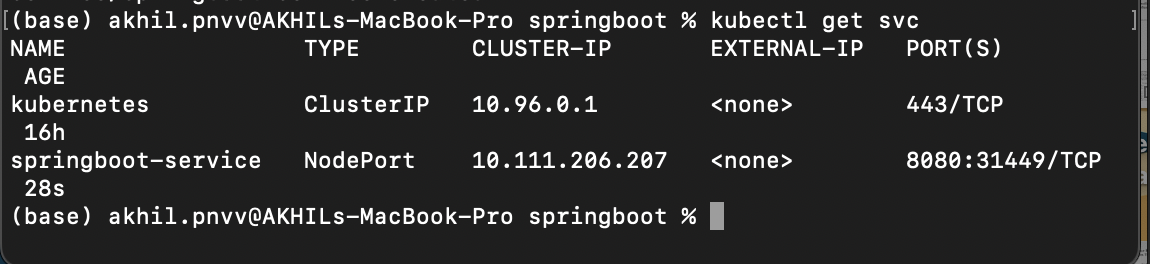 [(base) akhil.pnvv@AKHILs-MacBook-Pro springboot % kubectl get svc ]
NAME TYPE CLUSTER-IP EXTERNAL-IP PORT(S)
AGE
kubernetes ClusterIP 10.96.0.1 <none> 443/TCP
16h
springboot-service NodePort 10.111.206.207 <none> 8080:31449/TCP
28s
(base) akhil.pnvv@AKHILs-MacBook-Pro springboot %